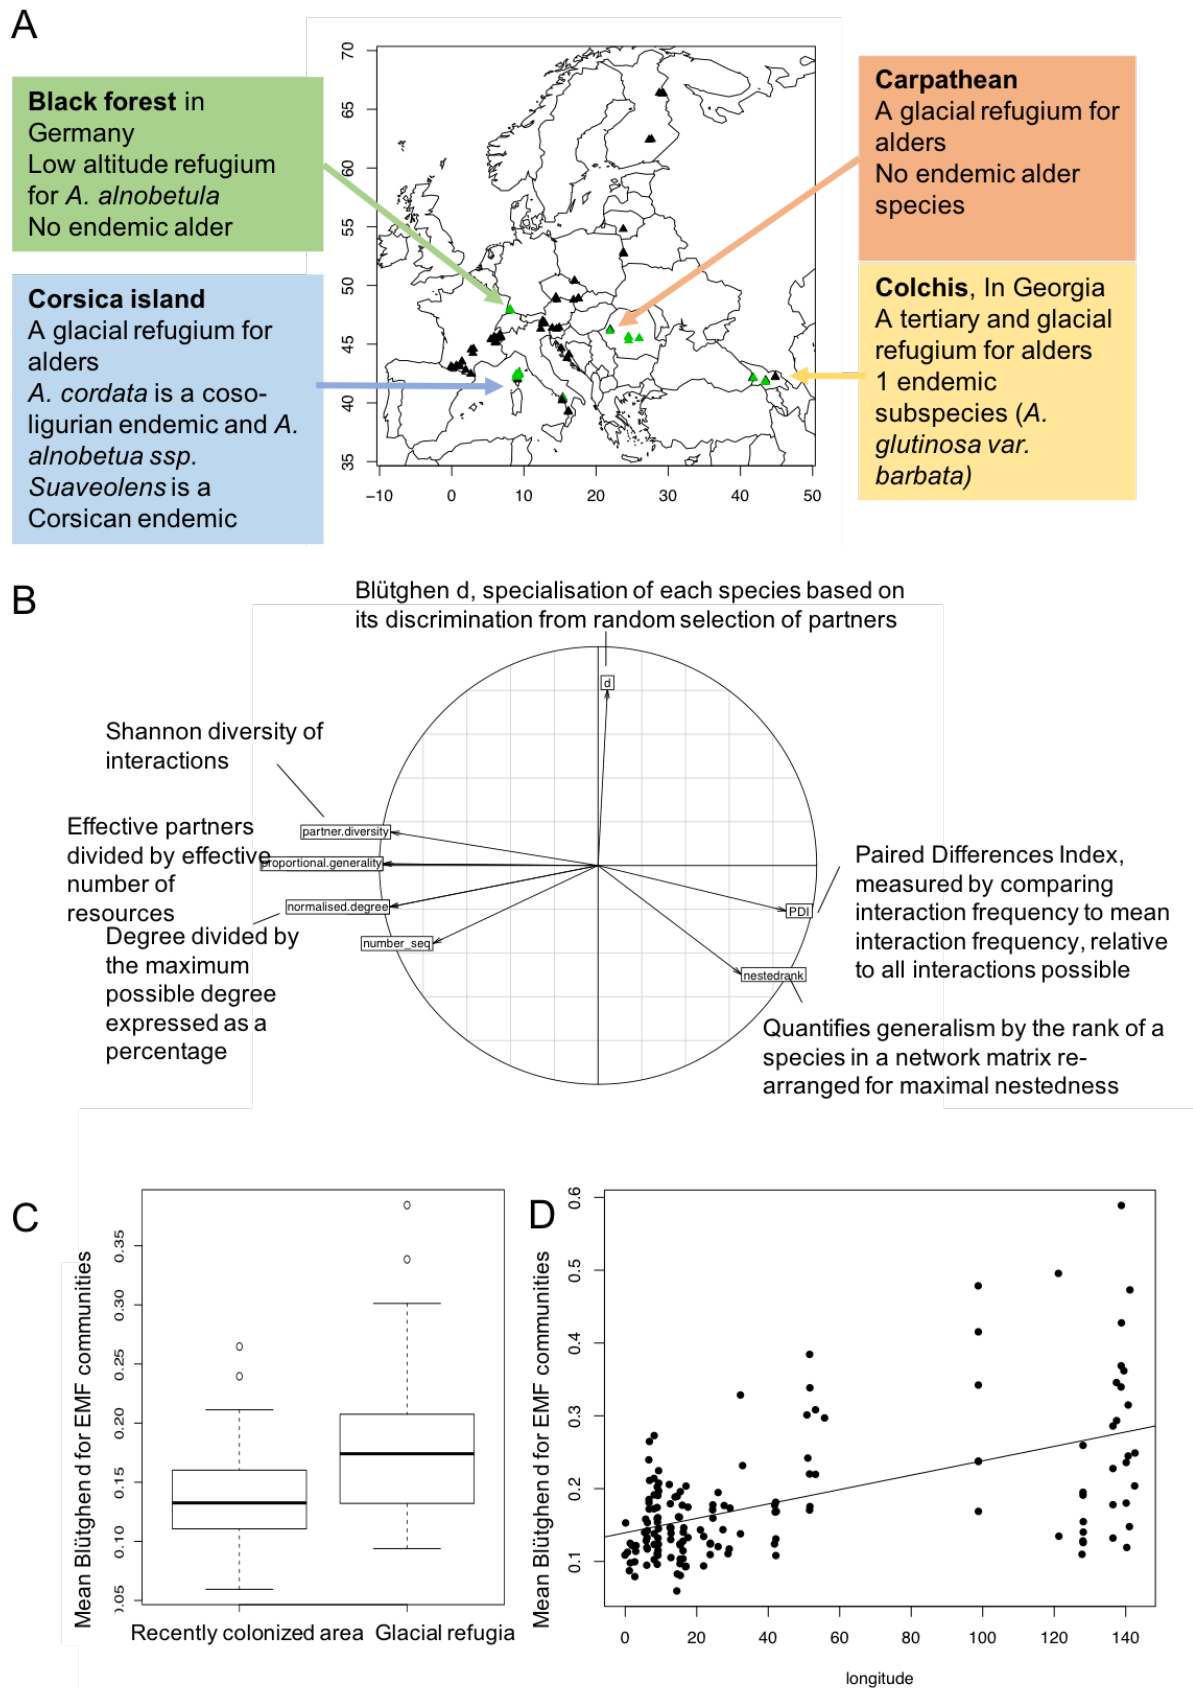 A
Black forest in
Germany
Low altitude refugium
for A. alnobetula
No endemic alder
Corsica island
A glacial refugium for
alders
A. cordata is a coso-
ligurian endemic and A.
alnobetua ssp.
Suaveolens is a
Corsican endemic
70
65
60
55
50
45
40
35
−10 0 10 20 30 40 50
Carpathean
A glacial refugium for
alders
No endemic alder
species
Colchis, In Georgia
A tertiary and glacial
refugium for alders
1 endemic
subspecies (A.
glutinosa var.
barbata)
B
Blütghen d, specialisation of each species based on
its discrimination from random selection of partners
d
Shannon diversity of
interactions
partner.diversity
Effective partners
divided by effective
number of
resources
proportional.generality
normalised.degree
Degree divided by
the maximum
possible degree
expressed as a
percentage
number_seq
PDI
Paired Differences Index,
measured by comparing
interaction frequency to mean
interaction frequency, relative
to all interactions possible
nestedrank
Quantifies generalism by the rank of a
species in a network matrix re-
arranged for maximal nestedness
C
Mean Blütghen d for EMF communities
0.35
0.30
0.25
0.20
0.15
0.10
0.05
Recently colonized area Glacial refugia
D
Mean Blütghen d for EMF communities
0.6
0.5
0.4
0.3
0.2
0.1
0 20 40 60 80 100 120 140
longitude